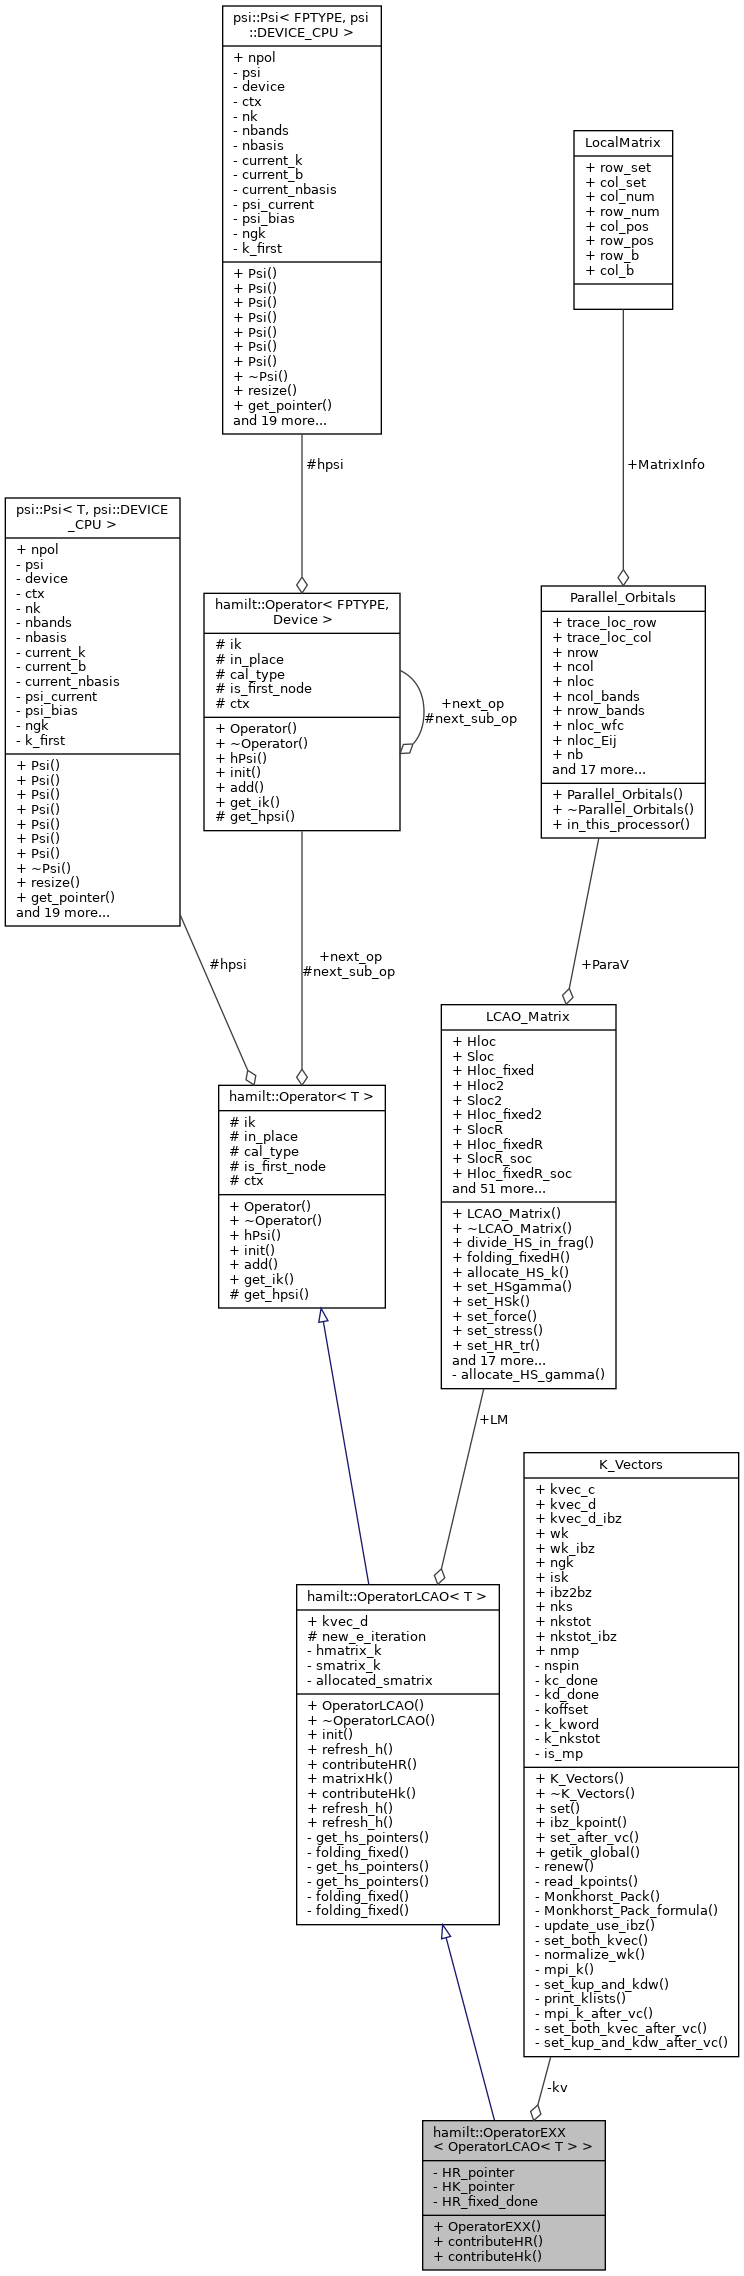 psi::Psi< FPTYPE, psi
::DEVICE_CPU >
+ npol
- psi
- device
- ctx
- nk
- nbands
- nbasis
- current_k
- current_b
- current_nbasis
- psi_current
- psi_bias
- ngk
- k_first
+ Psi()
+ Psi()
+ Psi()
+ Psi()
+ Psi()
+ Psi()
+ Psi()
+ ~Psi()
+ resize()
+ get_pointer()
and 19 more...
LocalMatrix
+ row_set
+ col_set
+ col_num
+ row_num
+ col_pos
+ row_pos
+ row_b
+ col_b
#hpsi
+MatrixInfo
psi::Psi< T, psi::DEVICE
_CPU >
+ npol
- psi
- device
- ctx
- nk
- nbands
- nbasis
- current_k
- current_b
- current_nbasis
- psi_current
- psi_bias
- ngk
- k_first
+ Psi()
+ Psi()
+ Psi()
+ Psi()
+ Psi()
+ Psi()
+ Psi()
+ ~Psi()
+ resize()
+ get_pointer()
and 19 more...
hamilt::Operator< FPTYPE,
Device >
# ik
# in_place
# cal_type
# is_first_node
# ctx
+ Operator()
+ ~Operator()
+ hPsi()
+ init()
+ add()
+ get_ik()
# get_hpsi()
+next_op
#next_sub_op
Parallel_Orbitals
+ trace_loc_row
+ trace_loc_col
+ nrow
+ ncol
+ nloc
+ ncol_bands
+ nrow_bands
+ nloc_wfc
+ nloc_Eij
+ nb
and 17 more...
+ Parallel_Orbitals()
+ ~Parallel_Orbitals()
+ in_this_processor()
#hpsi
+next_op
#next_sub_op
+ParaV
hamilt::Operator< T >
# ik
# in_place
# cal_type
# is_first_node
# ctx
+ Operator()
+ ~Operator()
+ hPsi()
+ init()
+ add()
+ get_ik()
# get_hpsi()
LCAO_Matrix
+ Hloc
+ Sloc
+ Hloc_fixed
+ Hloc2
+ Sloc2
+ Hloc_fixed2
+ SlocR
+ Hloc_fixedR
+ SlocR_soc
+ Hloc_fixedR_soc
and 51 more...
+ LCAO_Matrix()
+ ~LCAO_Matrix()
+ divide_HS_in_frag()
+ folding_fixedH()
+ allocate_HS_k()
+ set_HSgamma()
+ set_HSk()
+ set_force()
+ set_stress()
+ set_HR_tr()
and 17 more...
- allocate_HS_gamma()
+LM
K_Vectors
+ kvec_c
+ kvec_d
+ kvec_d_ibz
+ wk
+ wk_ibz
+ ngk
+ isk
+ ibz2bz
+ nks
+ nkstot
+ nkstot_ibz
+ nmp
- nspin
- kc_done
- kd_done
- koffset
- k_kword
- k_nkstot
- is_mp
+ K_Vectors()
+ ~K_Vectors()
+ set()
+ ibz_kpoint()
+ set_after_vc()
+ getik_global()
- renew()
- read_kpoints()
- Monkhorst_Pack()
- Monkhorst_Pack_formula()
- update_use_ibz()
- set_both_kvec()
- normalize_wk()
- mpi_k()
- set_kup_and_kdw()
- print_klists()
- mpi_k_after_vc()
- set_both_kvec_after_vc()
- set_kup_and_kdw_after_vc()
hamilt::OperatorLCAO< T >
+ kvec_d
# new_e_iteration
- hmatrix_k
- smatrix_k
- allocated_smatrix
+ OperatorLCAO()
+ ~OperatorLCAO()
+ init()
+ refresh_h()
+ contributeHR()
+ matrixHk()
+ contributeHk()
+ refresh_h()
+ refresh_h()
- get_hs_pointers()
- folding_fixed()
- get_hs_pointers()
- get_hs_pointers()
- folding_fixed()
- folding_fixed()
-kv
hamilt::OperatorEXX
< OperatorLCAO< T > >
- HR_pointer
- HK_pointer
- HR_fixed_done
+ OperatorEXX()
+ contributeHR()
+ contributeHk()